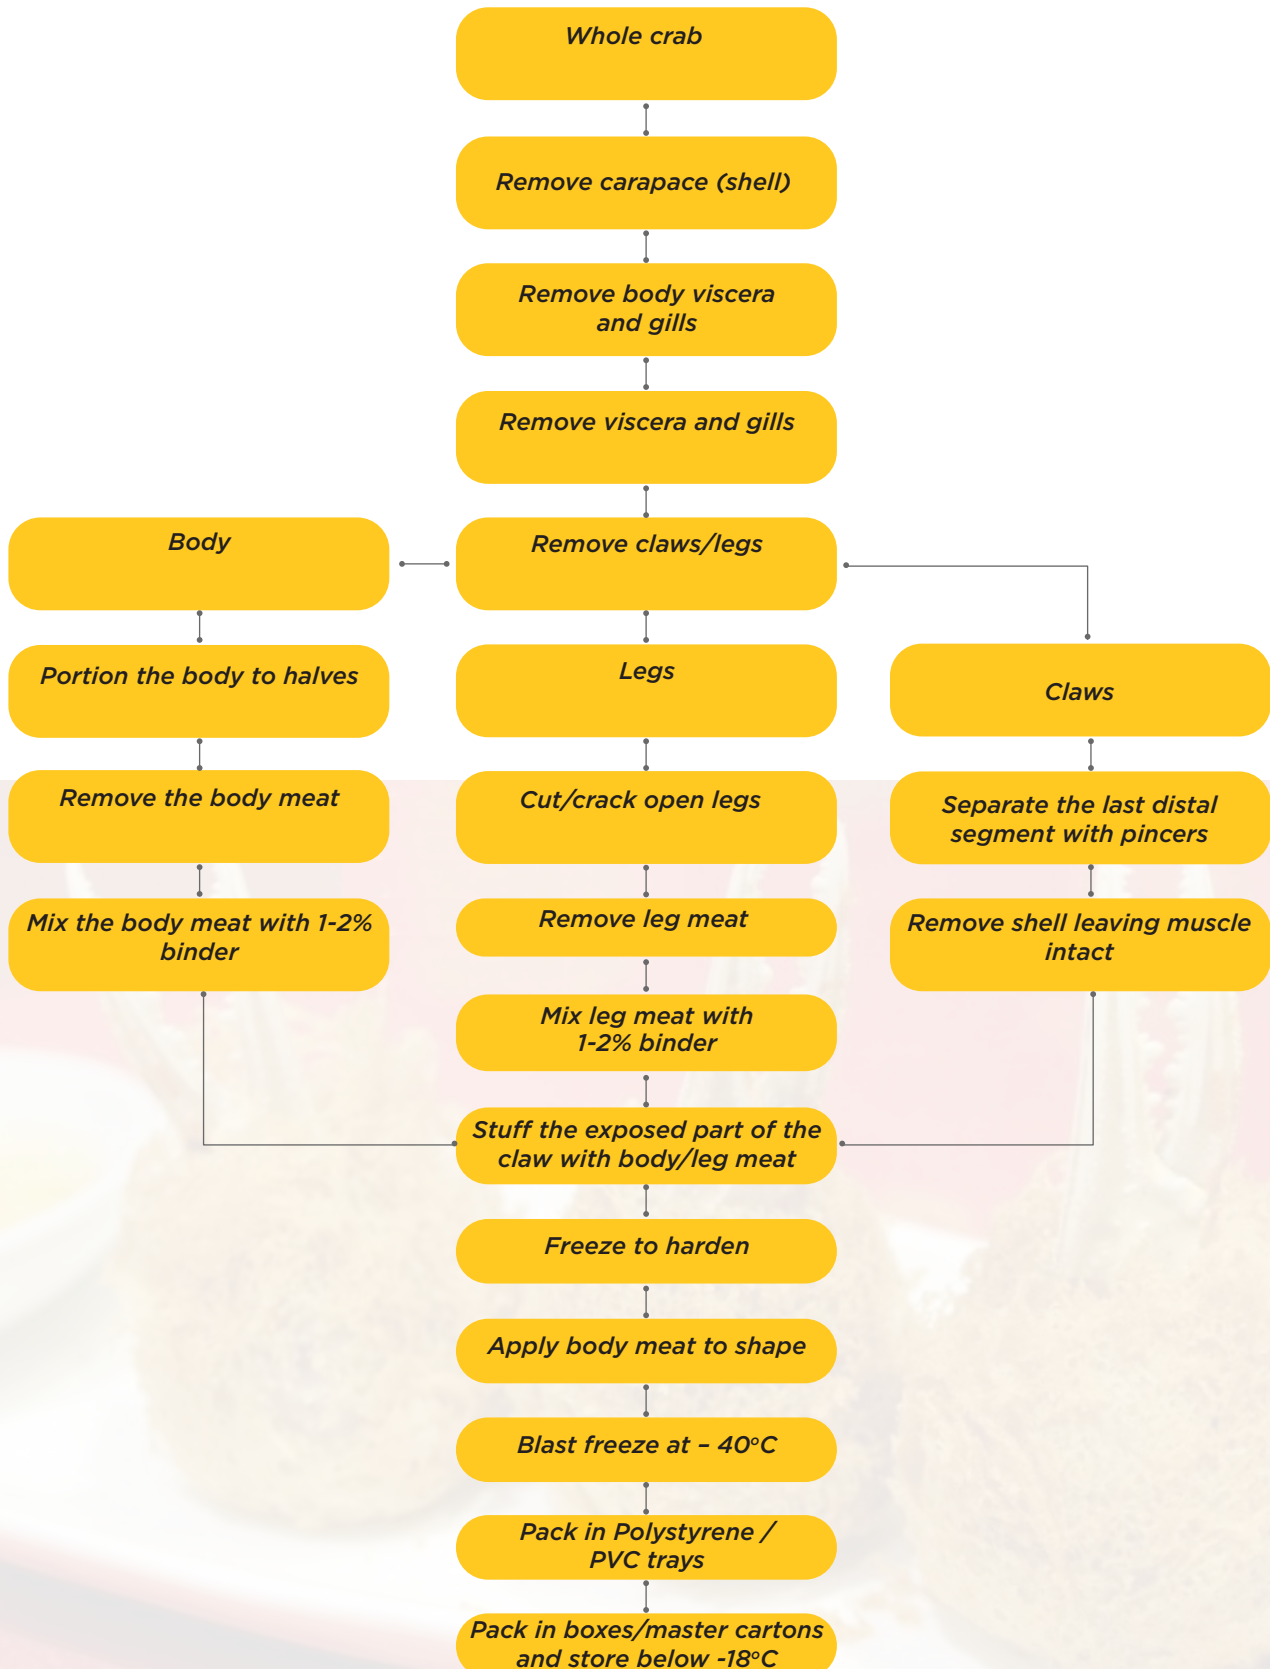 Whole crab
Remove carapace (shell)
Remove body viscera
and gills
Remove viscera and gills
Body
Remove claws/legs
Portion the body to halves
Legs
Claws
Remove the body meat
Cut/crack open legs
Separate the last distal
segment with pincers
Mix the body meat with 1-2%
binder
Remove leg meat
Remove shell leaving muscle
intact
Mix leg meat with
1-2% binder
Stuff the exposed part of the
claw with body/leg meat
Freeze to harden
Apply body meat to shape
Blast freeze at – 40ºC
Pack in Polystyrene /
PVC trays
Pack in boxes/master cartons
and store below -18ºC